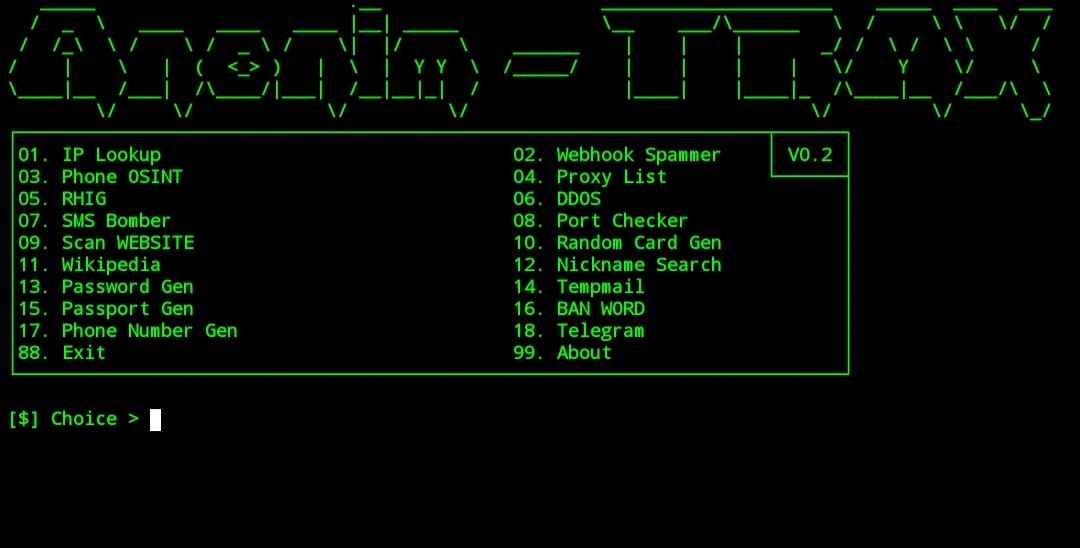 Anonim - TRAX
01. IP Lookup 02. Webhook Spammer V0.2
03. Phone OSINT 04. Proxy List
05. RHIG 06. DDOS
07. SMS Bomber 08. Port Checker
09. Scan WEBSITE 10. Random Card Gen
11. Wikipedia 12. Nickname Search
13. Password Gen 14. Tempmail
15. Passport Gen 16. BAN WORD
17. Phone Number Gen 18. Telegram
88. Exit 99. About
[$] Choice >